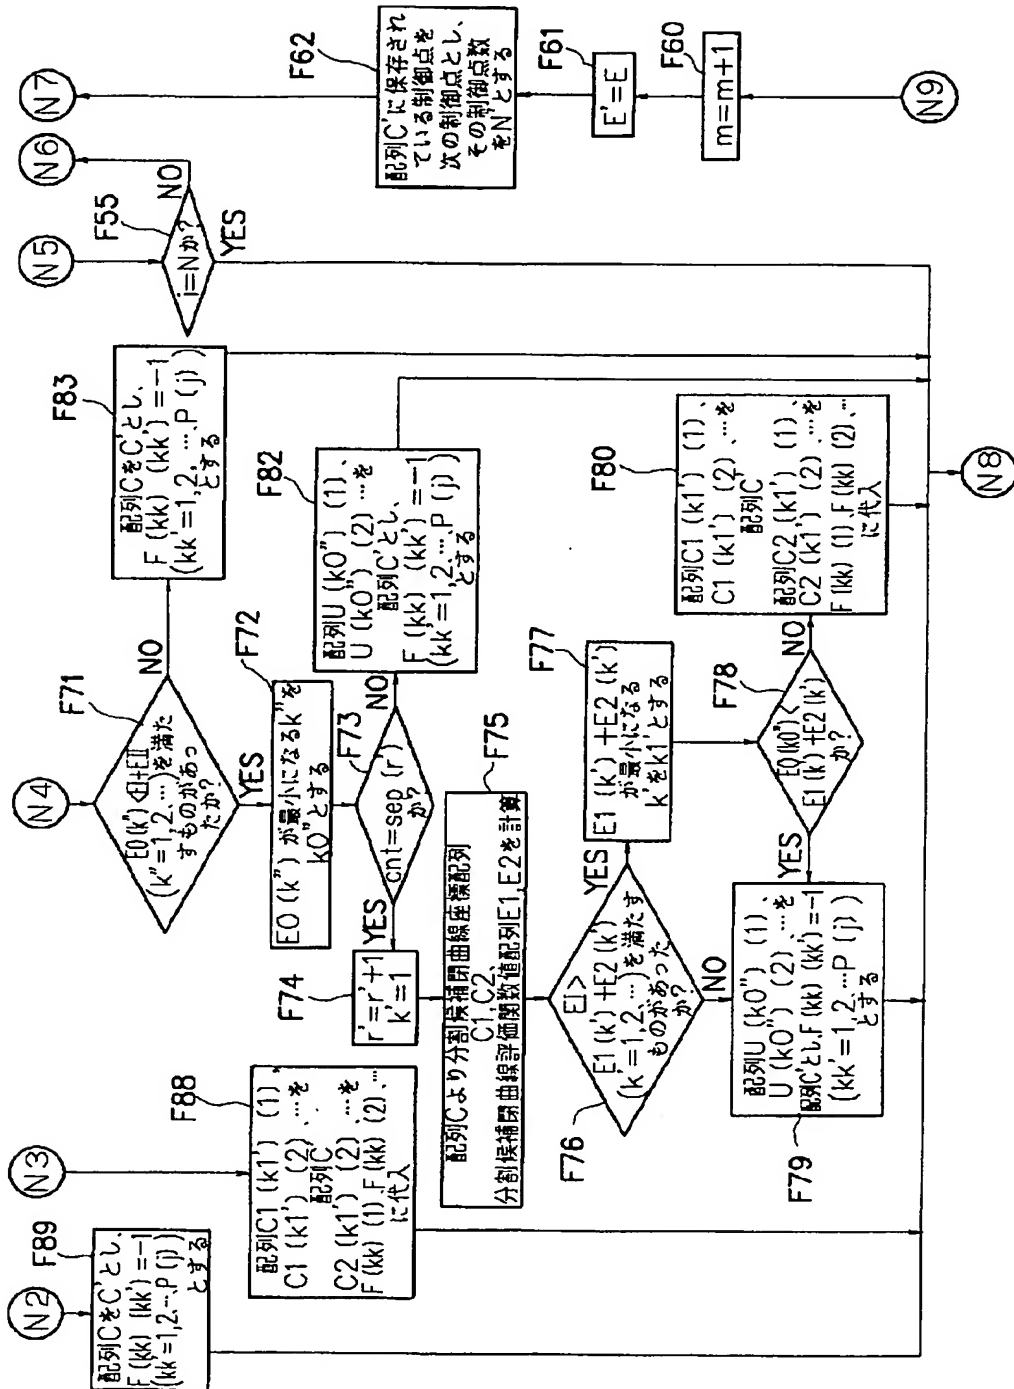 N2
F89
配列CをC'とし、
F(kk)(kk')=-1
(kk'=1,2…、P(j))
とする
N3
F88
配列C1(k1')(1)、
C1(k1')(2)、…を
配列C'
C2(k1')(2)、…を
F(kk)(1)、F(kk)(2)、…
に代入
N4
F71
E0(k")<EI+EII
(k"=1,2、…)を満た
すものがあっ
たか?
NO
YES
F83
配列CをC'とし、
F(kk)(kk')=-1
(kk'=1,2,…、P(j))
とする
F72
E0(k")が最小になるk"を
k0"とする
F73
cnt=sep(r')
か?
NO
YES
F82
配列U(k0")(1)、
U(k0")(2)…を
配列C'とし、
F(kk)(kk')=-1
(kk'=1,2…、P(j))
とする
F74
r'=r'+1
k'=1
F75
配列Cより分割候補閉曲線座標配列
C1,C2、
分割候補閉曲線評価関数値配列E1,E2を計算
F76
EI>
E1(k')+E2(k')
(k'=1,2、…)を満たす
ものがあった
か?
YES
NO
F77
E1(k')+E2(k')
が最小になる
k'をk1'とする
F78
E0(k0")<
E1(k')+E2(k')
か?
YES
NO
F79
配列U(k0")(1)、
U(k0")(2)、…を
配列C'とし、F(kk)(kk')=-1
(kk'=1,2、…P(j))
とする
F80
配列C1(k1')(1)、
C1(k1')(2)、…を
配列C'
配列C2(k1')(1)、
C2(k1')(2)、…を
F(kk)(1)、F(kk)(2)、…
に代入
N5
F55
i=Nか?
NO
YES
N6
N8
N7
F62
配列C'に保存され
ている制御点を
次の制御点とし、
その制御点数
をN'とする
F61
E'=E
F60
m=m+1
N9